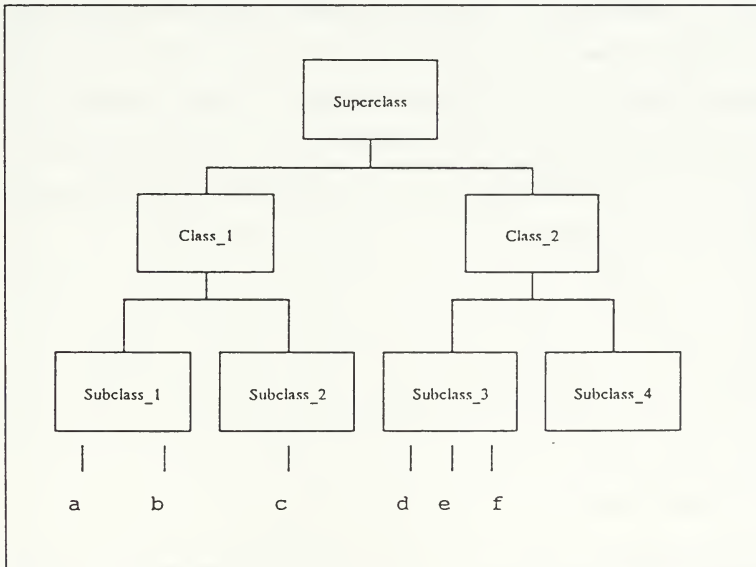 Superclass
Class_1
Class_2
Subclass_1
Subclass_2
Subclass_3
Subclass_4
a
b
c
d
e
f